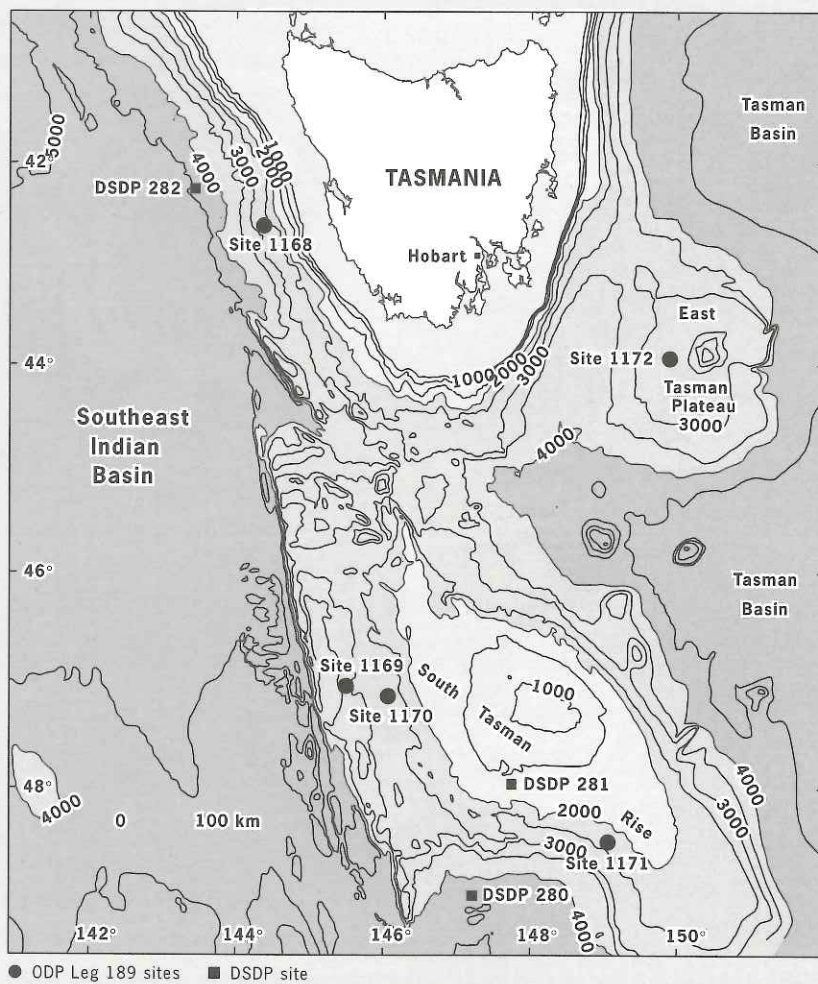 Tasman
Basin
5000
1000
2000
3000
4000
42°
DSDP 282
TASMANIA
Site 1168
Hobart
East
Site 1172
44°
Tasman
Plateau
3000
1000
2000
3000
4000
Southeast
Indian
Basin
46°
Tasman
Basin
Site 1169
South
1000
Site 1170
Tasman
48°
DSDP 281
4000
4000
0 100 km
2000
Rise
3000
3000
Site 1171
DSDP 280
4000
142° 144° 146° 148° 150°
● ODP Leg 189 sites ■ DSDP site